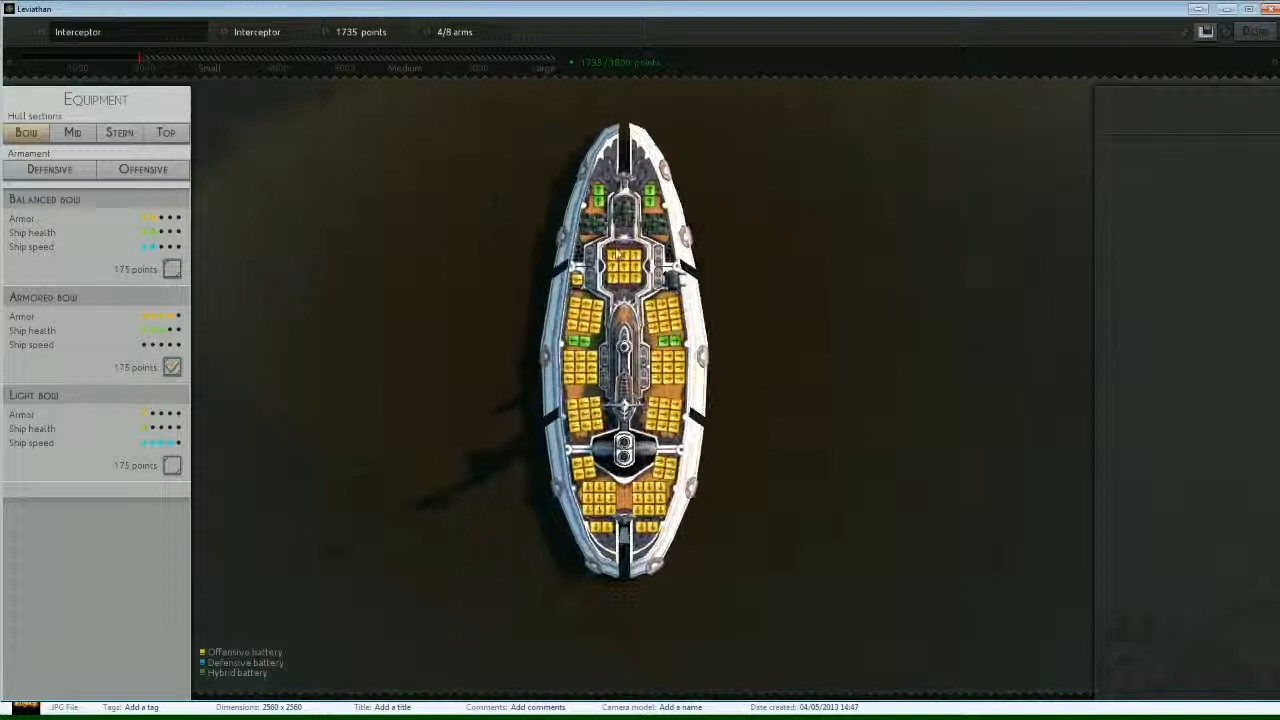 Leviathan
Interceptor Interceptor 1735 points 4/8 arms
Small Medium Large 1735 / 1800 points
EQUIPMENT
Hull sections
BOW MID STERN TOP
Armament
DEFENSIVE OFFENSIVE
BALANCED BOW
Armor
Ship health
Ship speed
175 points
ARMORED BOW
Armor
Ship health
Ship speed
175 points
LIGHT BOW
Armor
Ship health
Ship speed
175 points
Offensive battery
Defensive battery
Hybrid battery
JPG File Tags: Add a tag Dimensions: 2560 x 2560 Title: Add a title Comments: Add comments Camera model: Add a name Date created: 04/05/2013 14:47